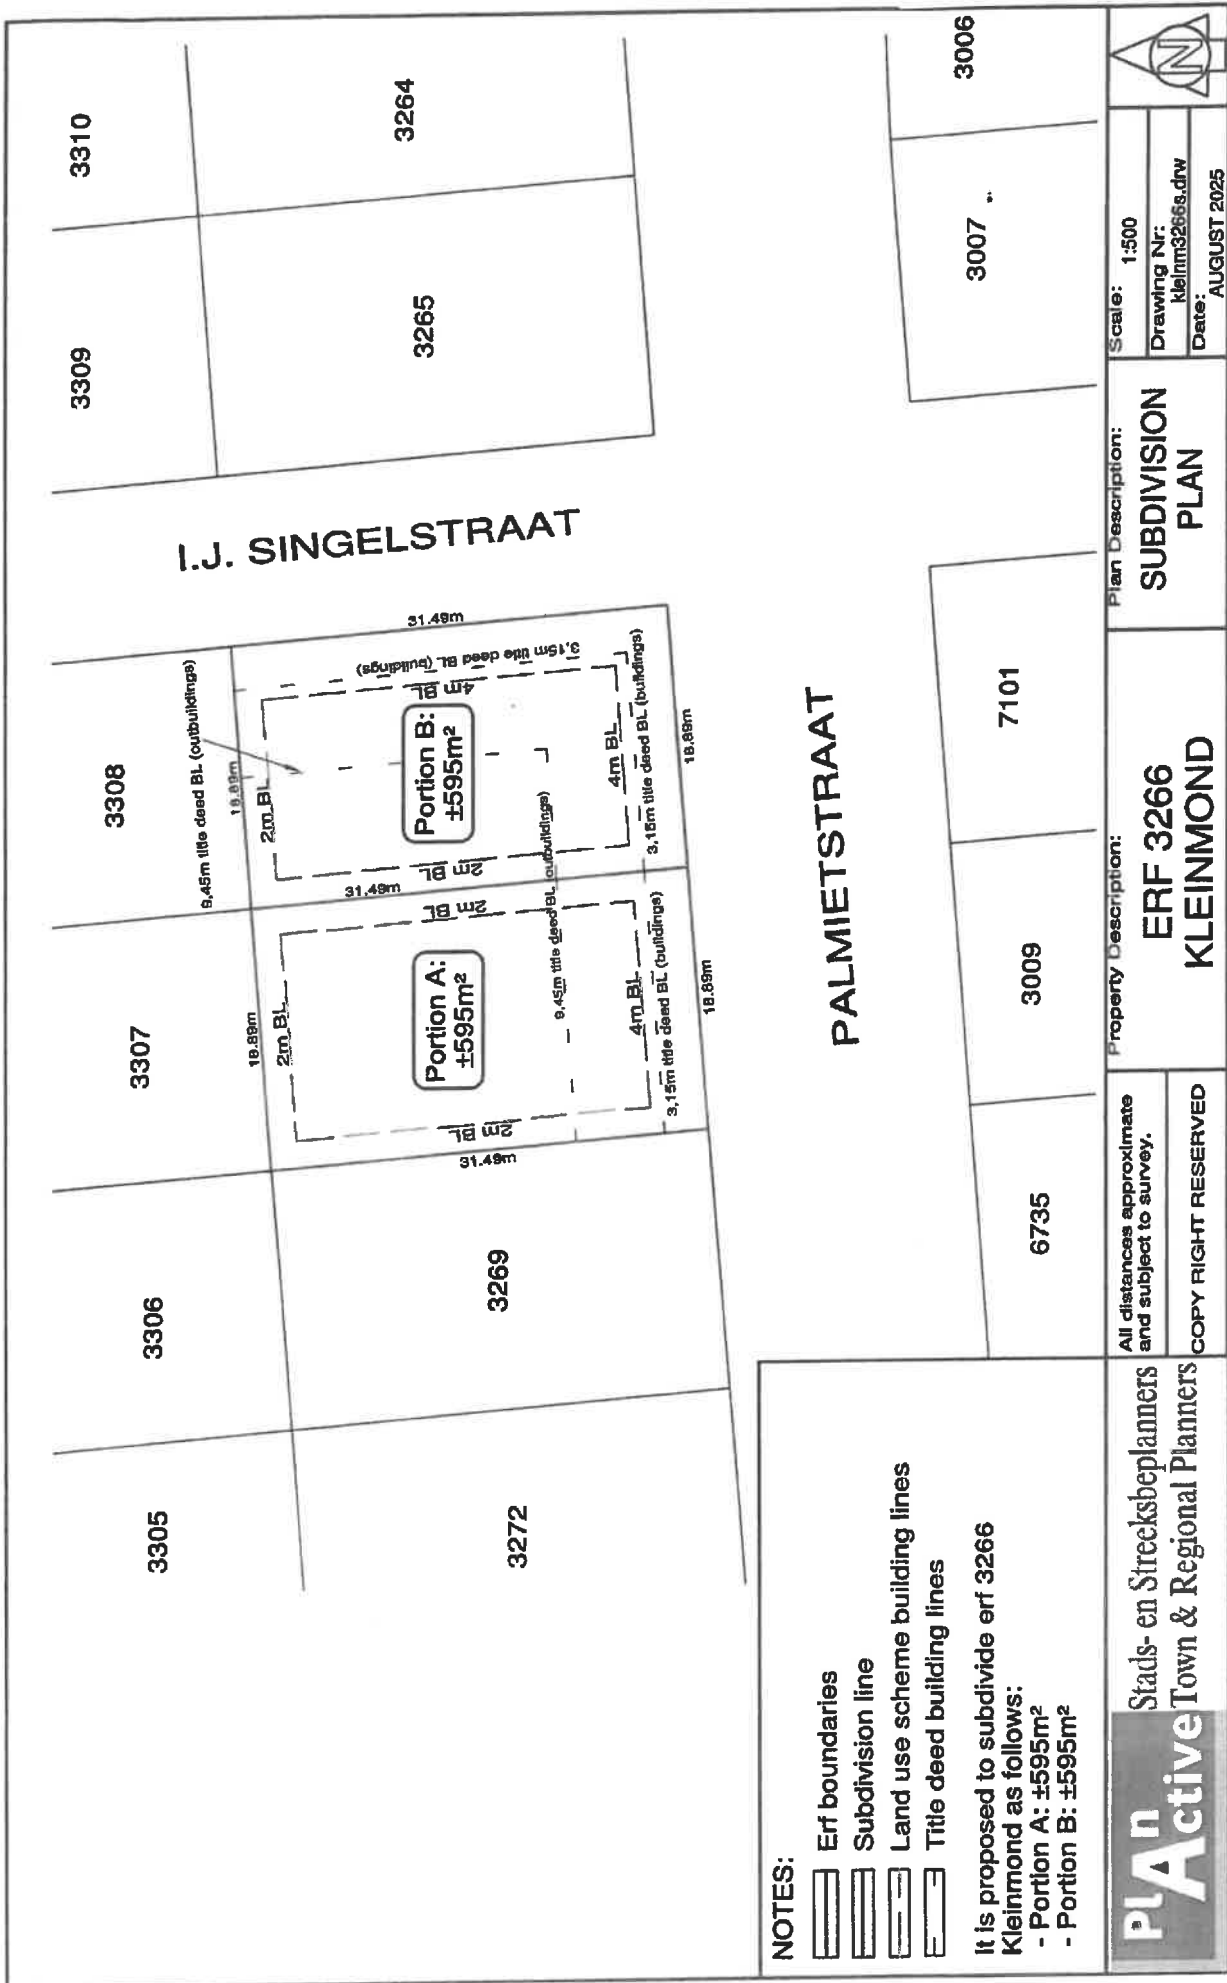 3305
3306
3307
3308
3309
3310
3272
3269
3265
3264
18.89m
2m BL
Portion A:
±595m²
2m BL
31.49m
2m BL
9,45m title deed BL (outbuildings)
4m BL
3,15m title deed BL (buildings)
18.89m
31.49m
9,45m title deed BL (outbuildings)
18.89m
2m BL
Portion B:
±595m²
2m BL
4m BL
3,15m title deed BL (buildings)
31.49m
4m BL
3,15m title deed BL (buildings)
18.89m
I.J. SINGELSTRAAT
PALMIETSTRAAT
6735
3009
7101
3007
3006
NOTES:
Erf boundaries
Subdivision line
Land use scheme building lines
Title deed building lines
It is proposed to subdivide erf 3266
Kleinmond as follows:
- Portion A: ±595m²
- Portion B: ±595m²
PlAn
Active
Stads- en Streeksbeplanners
Town & Regional Planners
All distances approximate
and subject to survey.
COPY RIGHT RESERVED
Property Description:
ERF 3266
KLEINMOND
Plan Description:
SUBDIVISION
PLAN
Scale:
1:500
Drawing Nr:
kleinm3266s.drw
Date:
AUGUST 2025
N